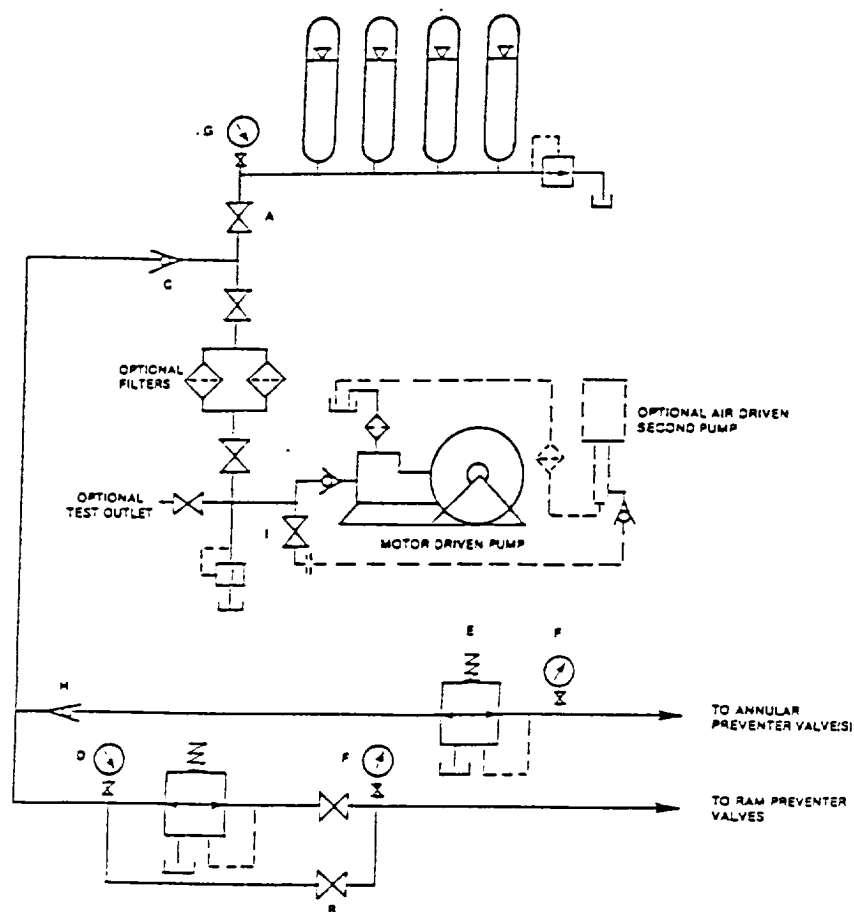 G
A
C
OPTIONAL
FILTERS
OPTIONAL AIR DRIVEN
SECOND PUMP
OPTIONAL
TEST OUTLET
I
MOTOR DRIVEN PUMP
E
F
H
TO ANNULAR
PREVENTER VALVE(S)
D
F
TO RAM PREVENTER
VALVES
B